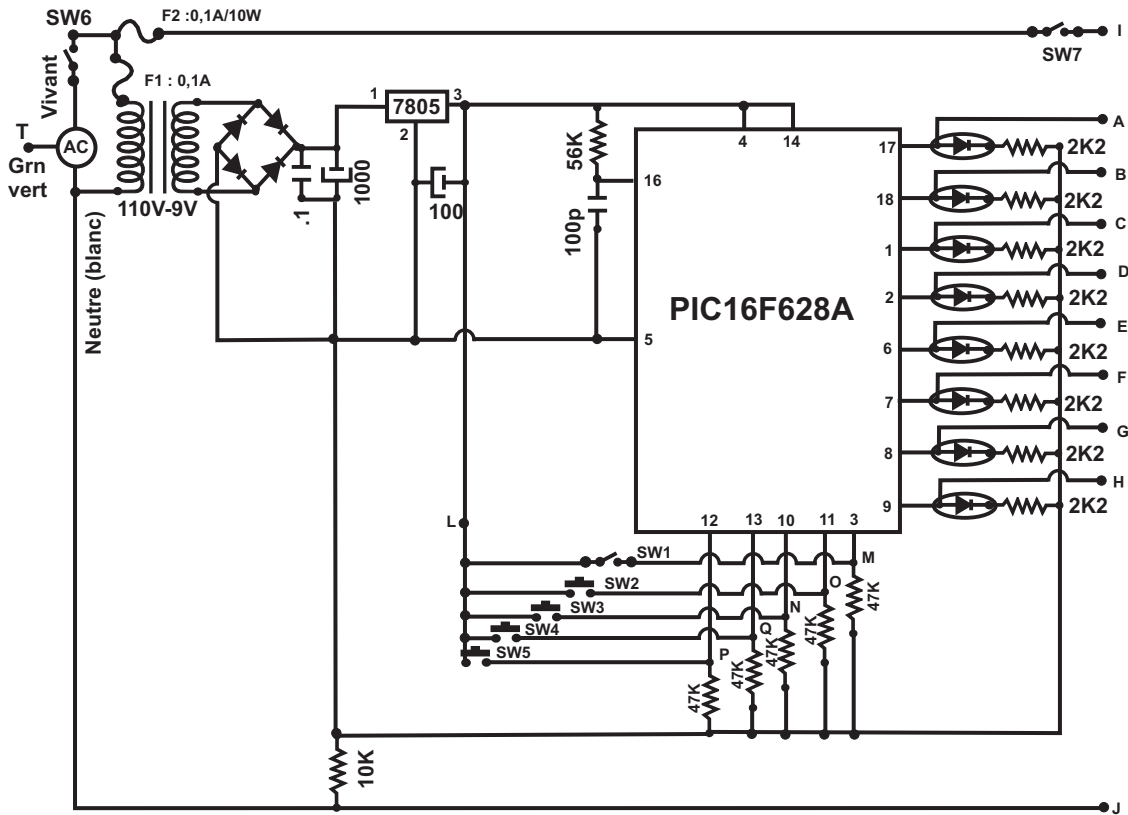 SW6
F2 :0,1A/10W
I
SW7
Vivant
F1 : 0,1A
T
AC
Grn
vert
110V-9V
Neutre (blanc)
.1
1000
1
7805
3
2
100
56K
100p
16
4
14
5
PIC16F628A
17
18
1
2
6
7
8
9
12
13
10
11
3
A
2K2
B
2K2
C
2K2
D
2K2
E
2K2
F
2K2
G
2K2
H
2K2
L
SW1
M
SW2
O
SW3
N
SW4
Q
SW5
P
47K
47K
47K
47K
47K
10K
J